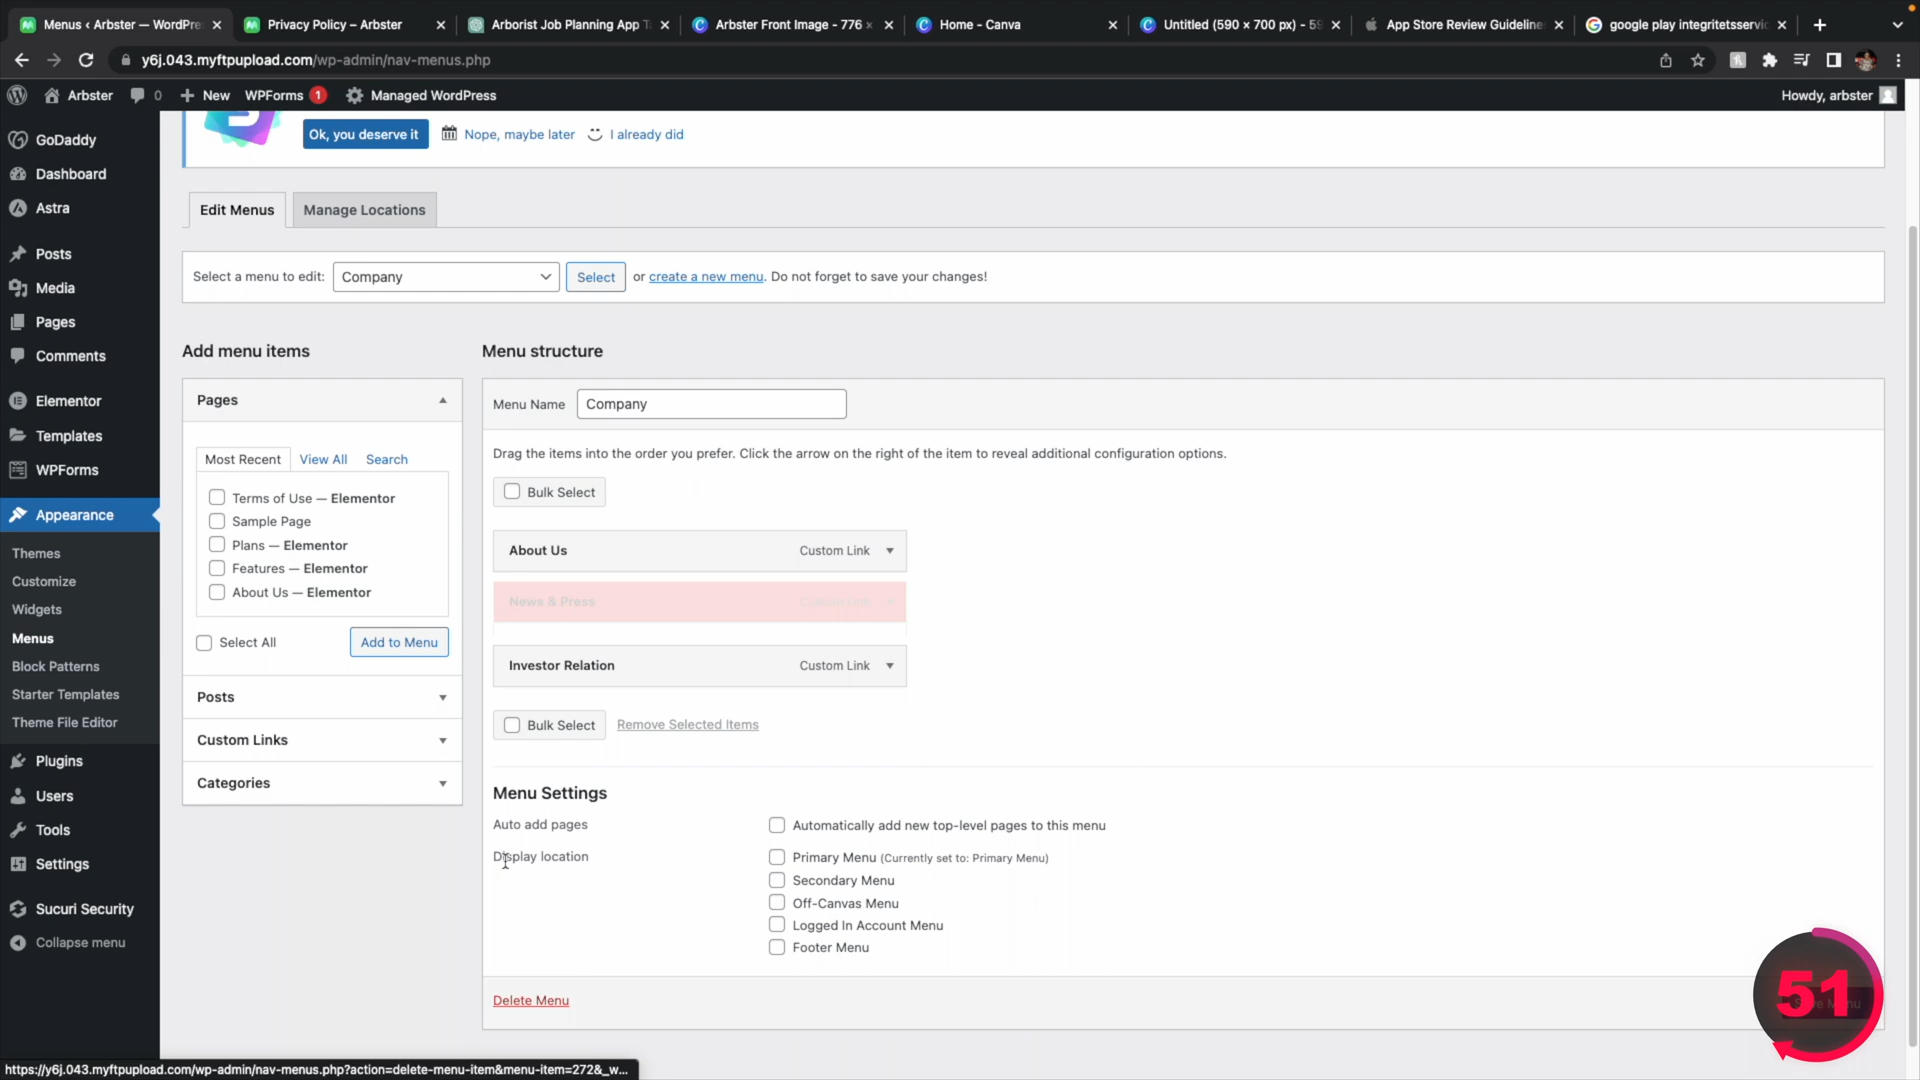 Menus ‹ Arbster — WordPre
Privacy Policy – Arbster
Arborist Job Planning App T
Arbster Front Image - 776 ×
Home - Canva
Untitled (590 × 700 px) - 59
App Store Review Guideline
google play integritetsservic
y6j.043.myftpupload.com/wp-admin/nav-menus.php
Arbster
0
New
WPForms
1
Managed WordPress
Howdy, arbster
Ok, you deserve it
Nope, maybe later
I already did
GoDaddy
Dashboard
Astra
Posts
Media
Pages
Comments
Elementor
Templates
WPForms
Appearance
Themes
Customize
Widgets
Menus
Block Patterns
Starter Templates
Theme File Editor
Plugins
Users
Tools
Settings
Sucuri Security
Collapse menu
Edit Menus
Manage Locations
Select a menu to edit: Company Select or create a new menu. Do not forget to save your changes!
Add menu items
Pages
Most Recent View All Search
Terms of Use — Elementor
Sample Page
Plans — Elementor
Features — Elementor
About Us — Elementor
Select All
Add to Menu
Posts
Custom Links
Categories
Menu structure
Menu Name Company
Drag the items into the order you prefer. Click the arrow on the right of the item to reveal additional configuration options.
Bulk Select
About Us Custom Link
News & Press Custom Link
Investor Relation Custom Link
Bulk Select Remove Selected Items
Menu Settings
Auto add pages
Automatically add new top-level pages to this menu
Display location
Primary Menu (Currently set to: Primary Menu)
Secondary Menu
Off-Canvas Menu
Logged In Account Menu
Footer Menu
Delete Menu
51
https://y6j.043.myftpupload.com/wp-admin/nav-menus.php?action=delete-menu-item&menu-item=272&_w...